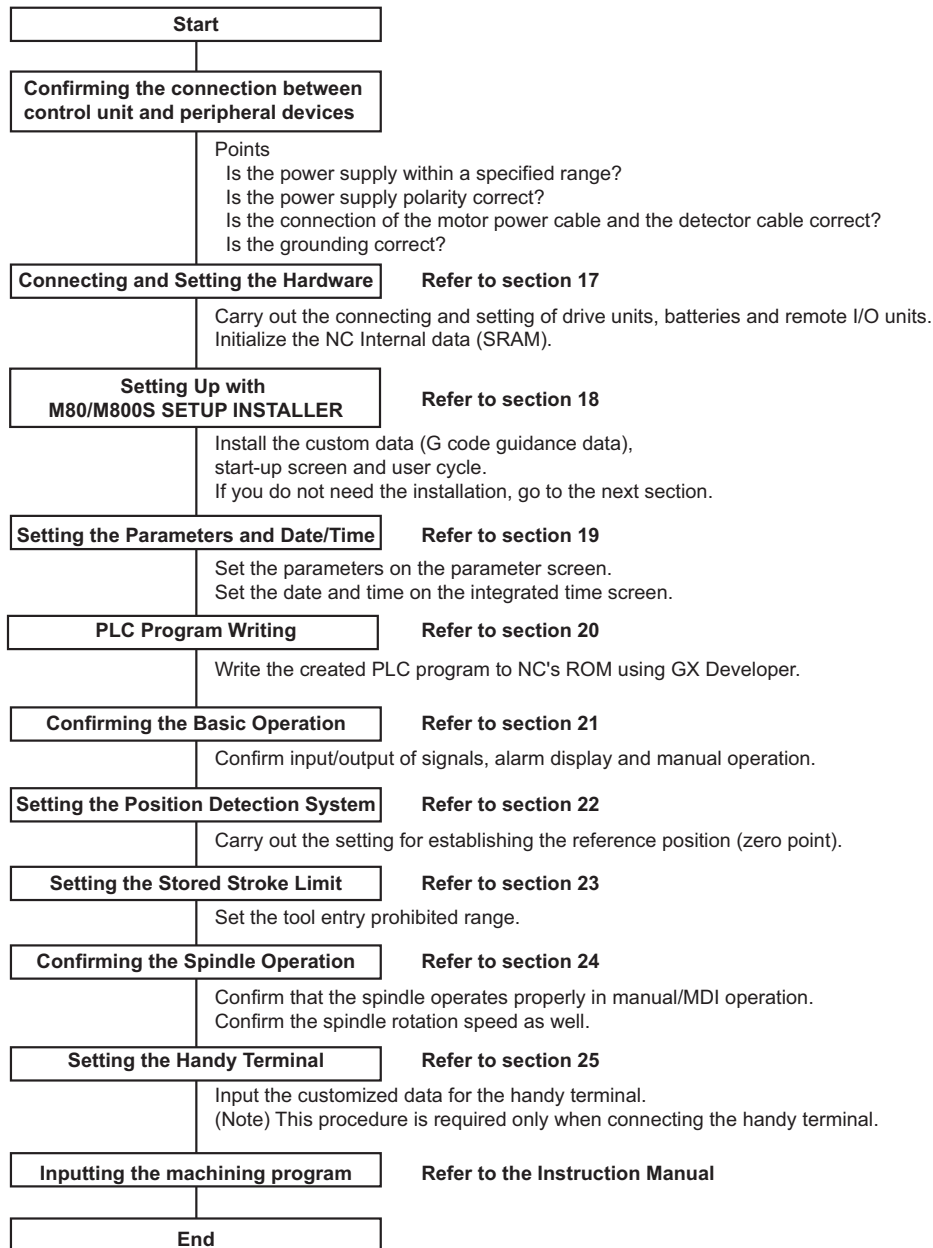 Start
Confirming the connection between
control unit and peripheral devices
Points
Is the power supply within a specified range?
Is the power supply polarity correct?
Is the connection of the motor power cable and the detector cable correct?
Is the grounding correct?
Connecting and Setting the Hardware Refer to section 17
Carry out the connecting and setting of drive units, batteries and remote I/O units.
Initialize the NC Internal data (SRAM).
Setting Up with
M80/M800S SETUP INSTALLER Refer to section 18
Install the custom data (G code guidance data),
start-up screen and user cycle.
If you do not need the installation, go to the next section.
Setting the Parameters and Date/Time Refer to section 19
Set the parameters on the parameter screen.
Set the date and time on the integrated time screen.
PLC Program Writing Refer to section 20
Write the created PLC program to NC's ROM using GX Developer.
Confirming the Basic Operation Refer to section 21
Confirm input/output of signals, alarm display and manual operation.
Setting the Position Detection System Refer to section 22
Carry out the setting for establishing the reference position (zero point).
Setting the Stored Stroke Limit Refer to section 23
Set the tool entry prohibited range.
Confirming the Spindle Operation Refer to section 24
Confirm that the spindle operates properly in manual/MDI operation.
Confirm the spindle rotation speed as well.
Setting the Handy Terminal Refer to section 25
Input the customized data for the handy terminal.
(Note) This procedure is required only when connecting the handy terminal.
Inputting the machining program Refer to the Instruction Manual
End